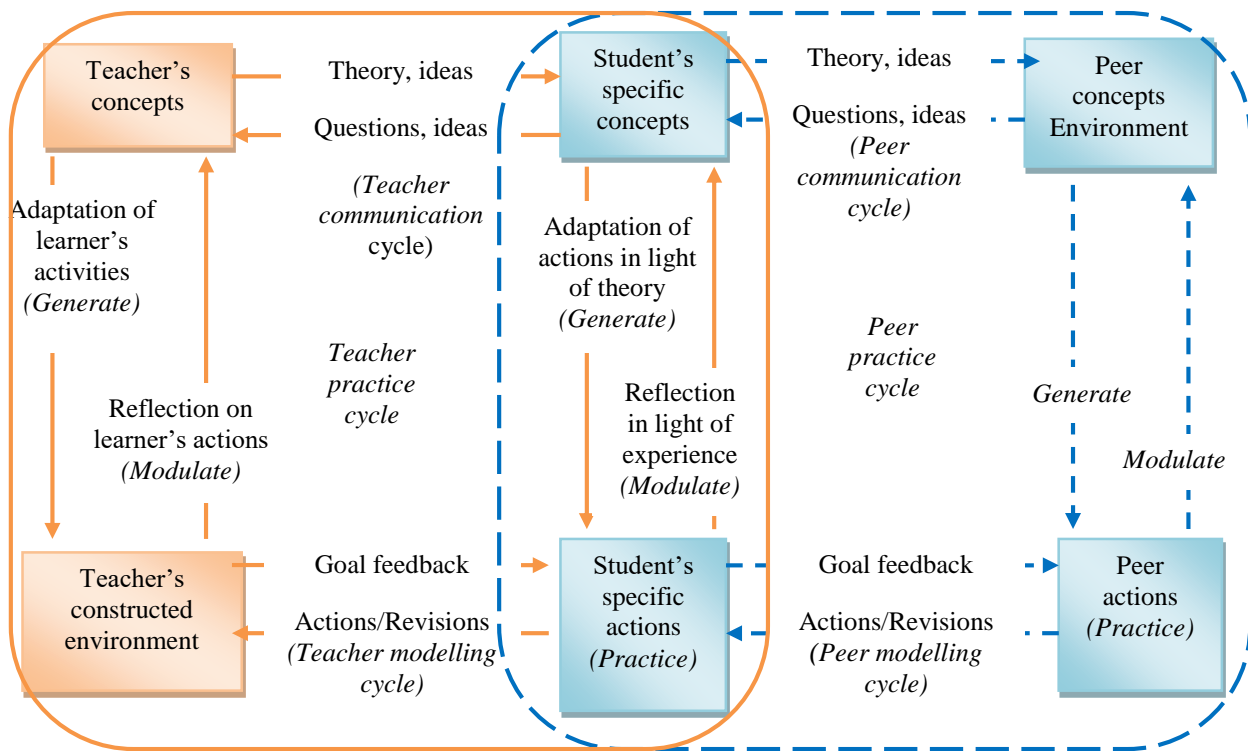 Teacher's
concepts
Theory, ideas
Questions, ideas
(Teacher
communication
cycle)
Student's
specific
concepts
Theory, ideas
Questions, ideas
(Peer
communication
cycle)
Peer
concepts
Environment
Adaptation of
learner's
activities
(Generate)
Reflection on
learner's actions
(Modulate)
Teacher
practice
cycle
Adaptation of
actions in light
of theory
(Generate)
Reflection
in light of
experience
(Modulate)
Peer
practice
cycle
Generate
Modulate
Teacher's
constructed
environment
Goal feedback
Actions/Revisions
(Teacher modelling
cycle)
Student's
specific
actions
(Practice)
Goal feedback
Actions/Revisions
(Peer modelling
cycle)
Peer
actions
(Practice)